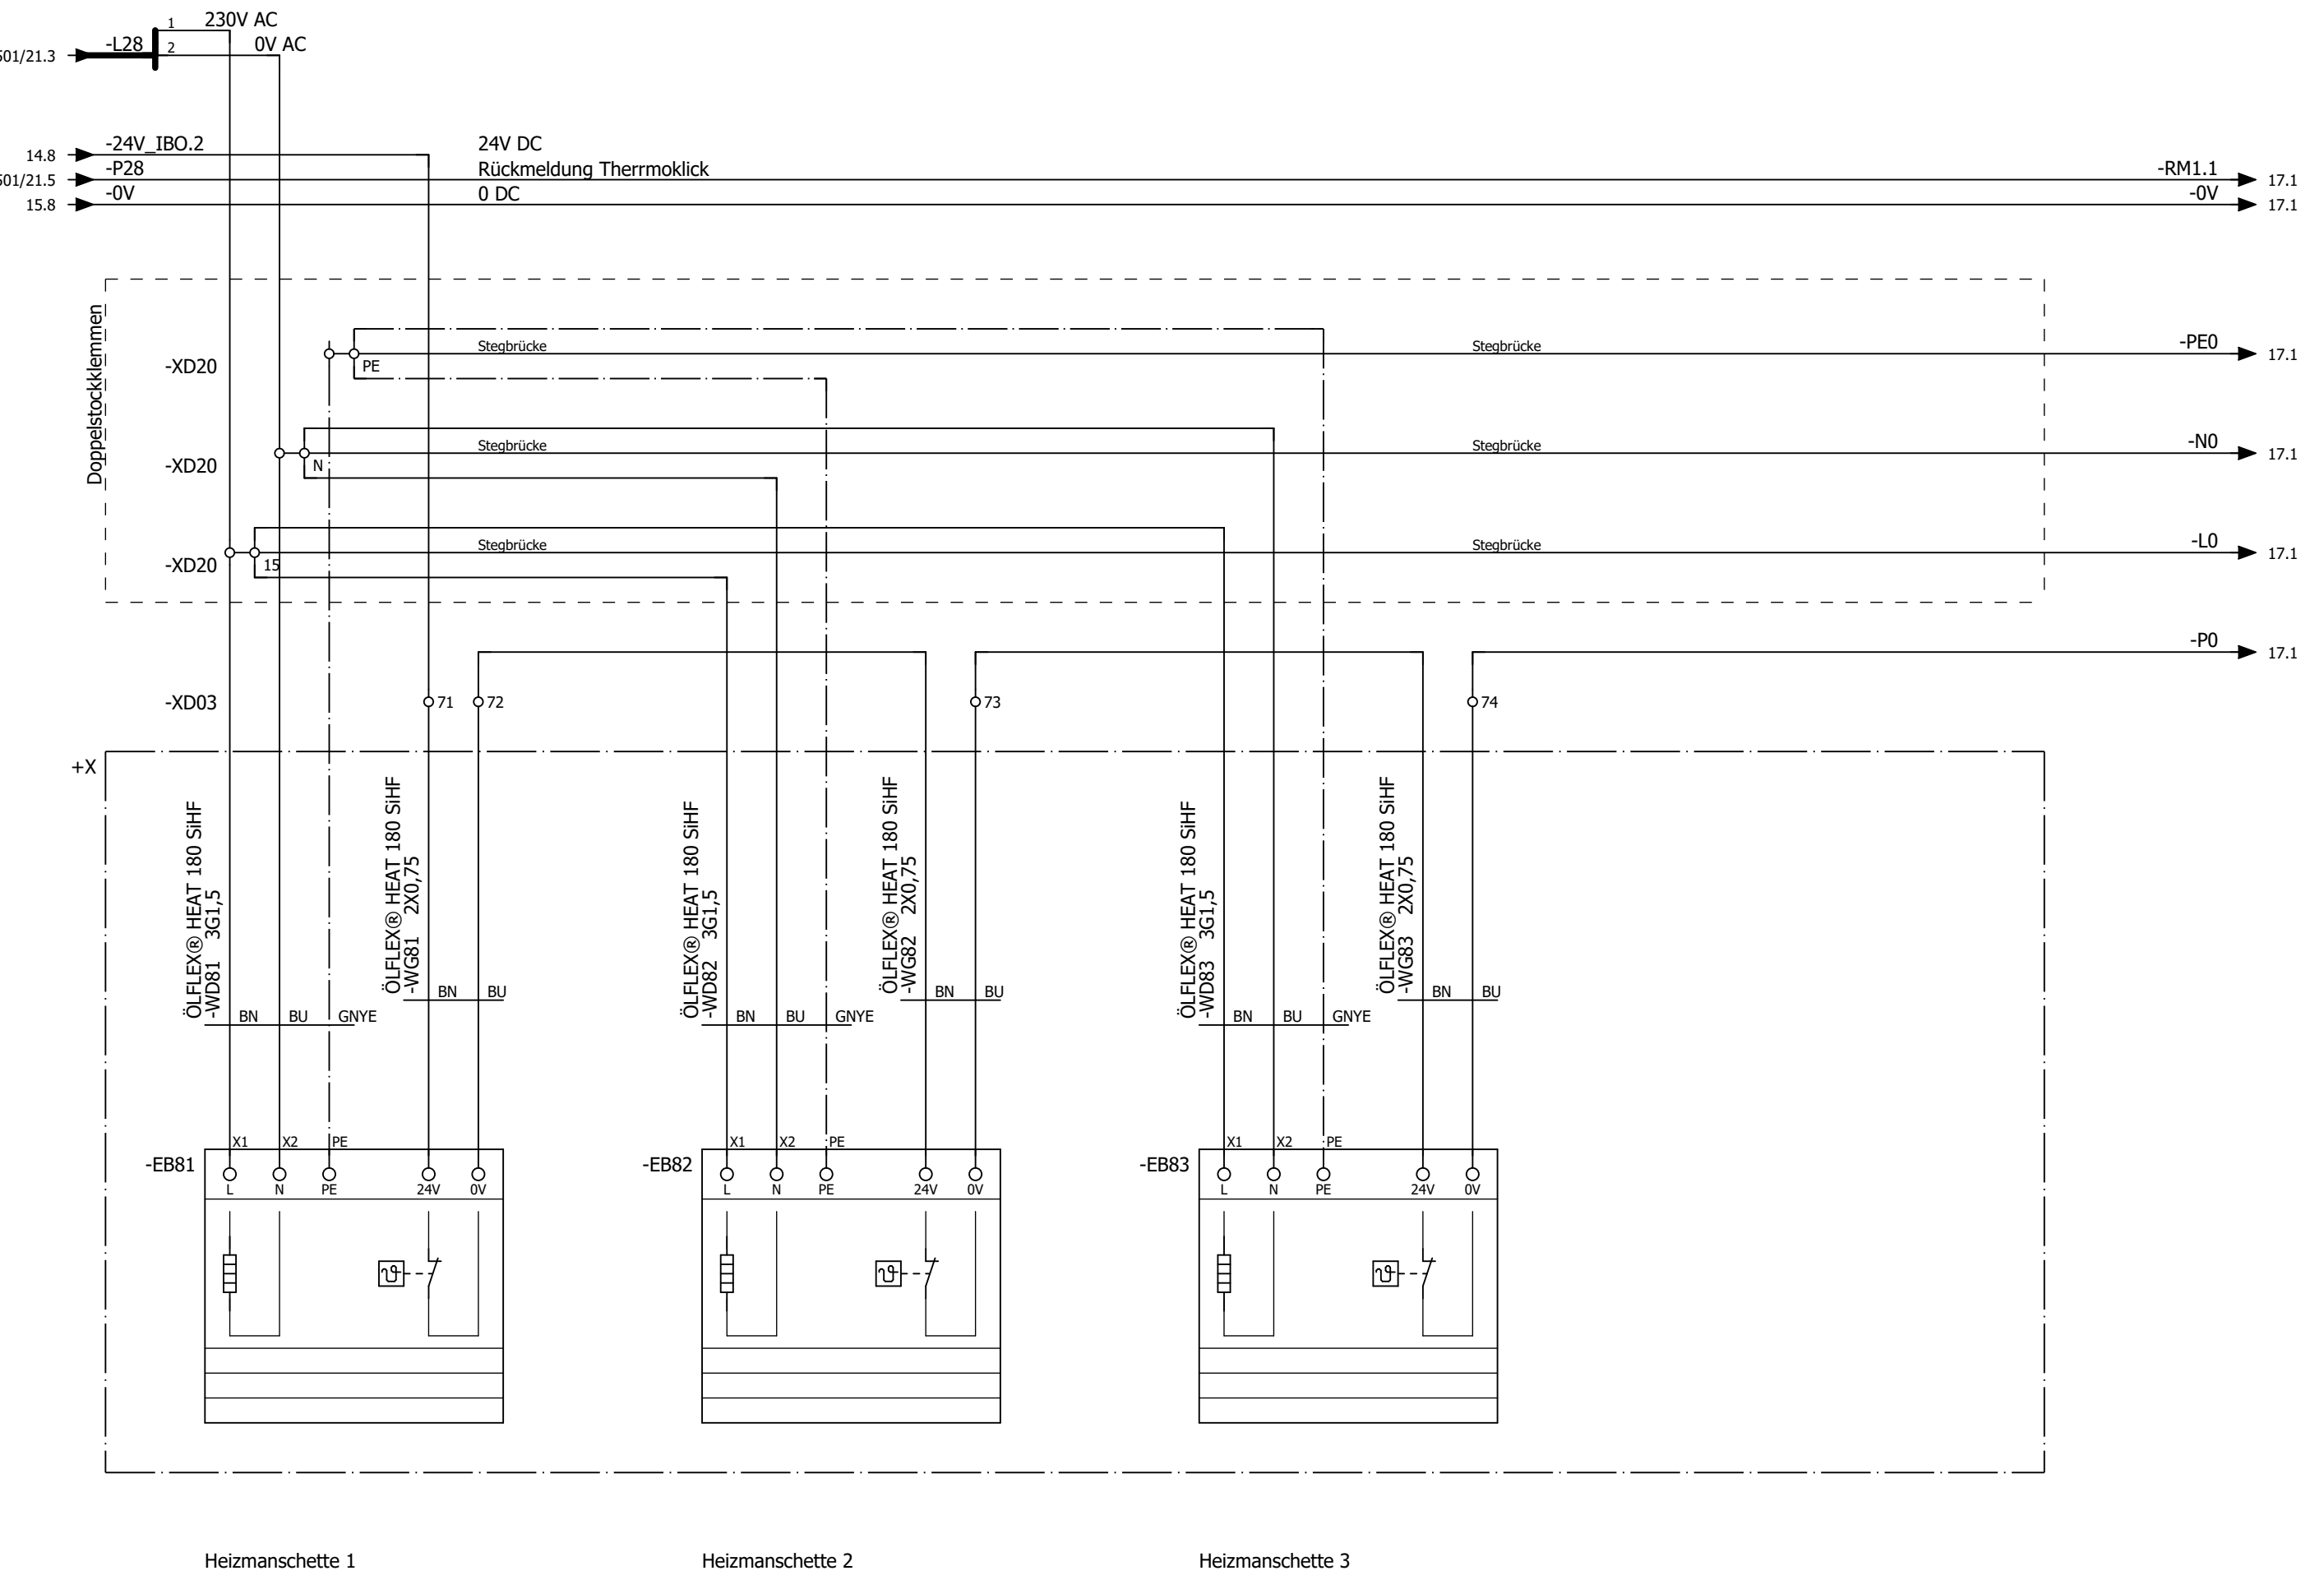 1 230V AC
-L28 2 0V AC
501/21.3
-24V_IBO.2 24V DC
14.8
-P28 Rückmeldung Therrmoklick -RM1.1
501/21.5 17.1
-0V 0 DC -0V
15.8 17.1
Doppelstockklemmen
Stegbrücke Stegbrücke -PE0
17.1
-XD20 PE
Stegbrücke Stegbrücke -N0
17.1
-XD20 N
Stegbrücke Stegbrücke -L0
17.1
-XD20 15
-P0
17.1
-XD03 71 72 73 74
+X
ÖLFLEX® HEAT 180 SiHF
-WD81 3G1,5
ÖLFLEX® HEAT 180 SiHF
-WG81 2X0,75
ÖLFLEX® HEAT 180 SiHF
-WD82 3G1,5
ÖLFLEX® HEAT 180 SiHF
-WG82 2X0,75
ÖLFLEX® HEAT 180 SiHF
-WD83 3G1,5
ÖLFLEX® HEAT 180 SiHF
-WG83 2X0,75
BN BU BN BU BN BU
BN BU GNYE BN BU GNYE BN BU GNYE
X1 X2 PE X1 X2 PE X1 X2 PE
-EB81 -EB82 -EB83
L N PE 24V 0V L N PE 24V 0V L N PE 24V 0V
Heizmanschette 1 Heizmanschette 2 Heizmanschette 3